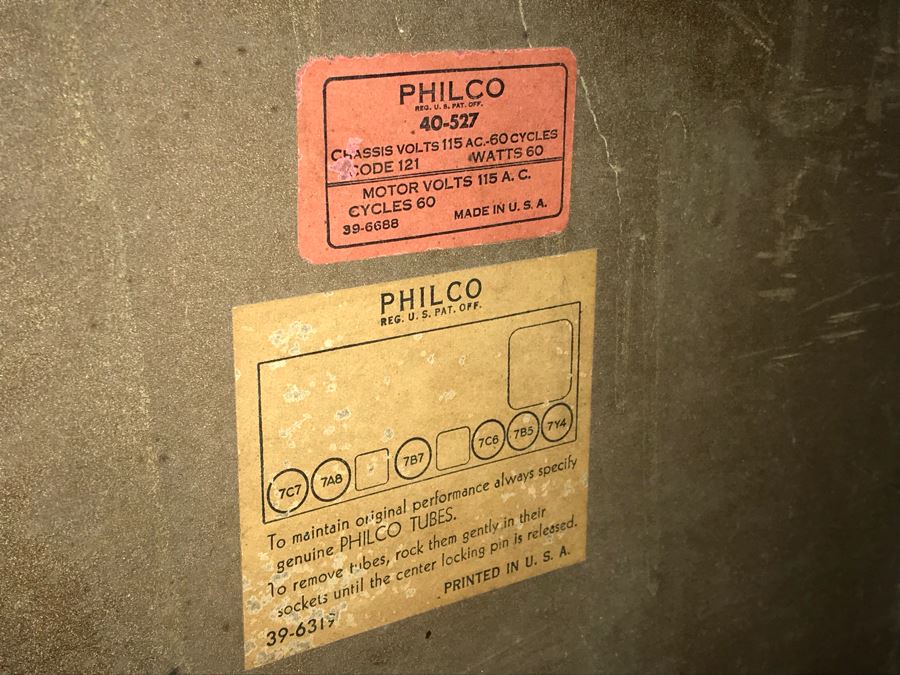 PHILCO
REG. U. S. PAT. OFF.
40-527
CHASSIS VOLTS 115 AC.-60 CYCLES
CODE 121 WATTS 60
MOTOR VOLTS 115 A. C.
CYCLES 60
39-6688 MADE IN U. S. A.
PHILCO
REG. U. S. PAT. OFF.
7C7 7A8 7B7 7C6 7B5 7Y4
To maintain original performance always specify
genuine PHILCO TUBES.
To remove tubes, rock them gently in their
sockets until the center locking pin is released.
PRINTED IN U. S. A.
39-6319